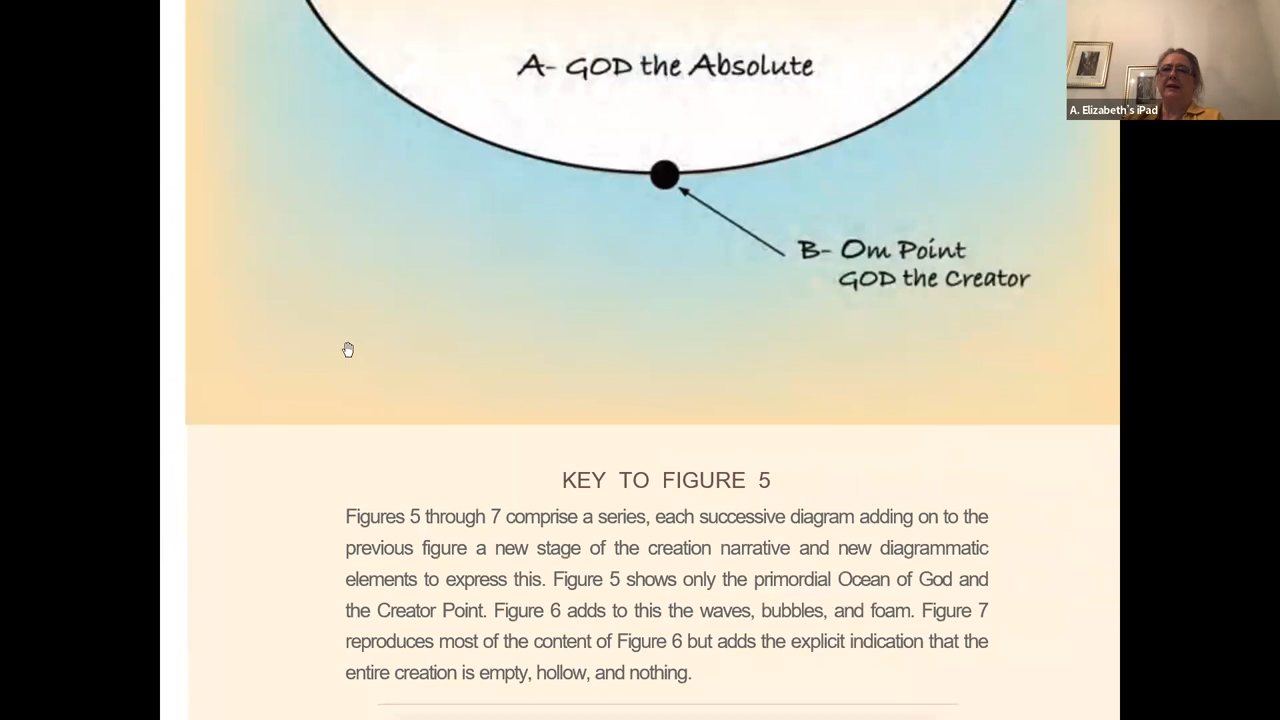 A- GOD the Absolute
A. Elizabeth's iPad
B- Om Point
GOD the Creator
KEY TO FIGURE 5
Figures 5 through 7 comprise a series, each successive diagram adding on to the
previous figure a new stage of the creation narrative and new diagrammatic
elements to express this. Figure 5 shows only the primordial Ocean of God and
the Creator Point. Figure 6 adds to this the waves, bubbles, and foam. Figure 7
reproduces most of the content of Figure 6 but adds the explicit indication that the
entire creation is empty, hollow, and nothing.